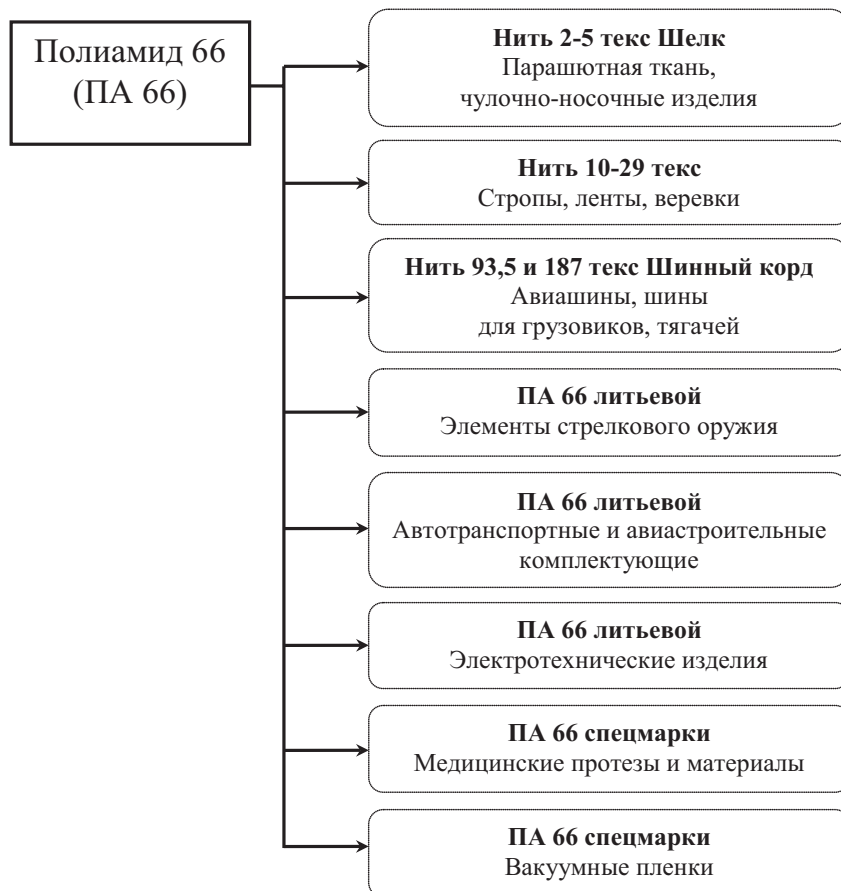 Полиамид 66
(ПА 66)
Нить 2-5 текс Шелк
Парашютная ткань,
чулочно-носочные изделия
Нить 10-29 текс
Стропы, ленты, веревки
Нить 93,5 и 187 текс Шинный корд
Авиашины, шины
для грузовиков, тягачей
ПА 66 литьевой
Элементы стрелкового оружия
ПА 66 литьевой
Автотранспортные и авиастроительные
комплектующие
ПА 66 литьевой
Электротехнические изделия
ПА 66 спецмарки
Медицинские протезы и материалы
ПА 66 спецмарки
Вакуумные пленки